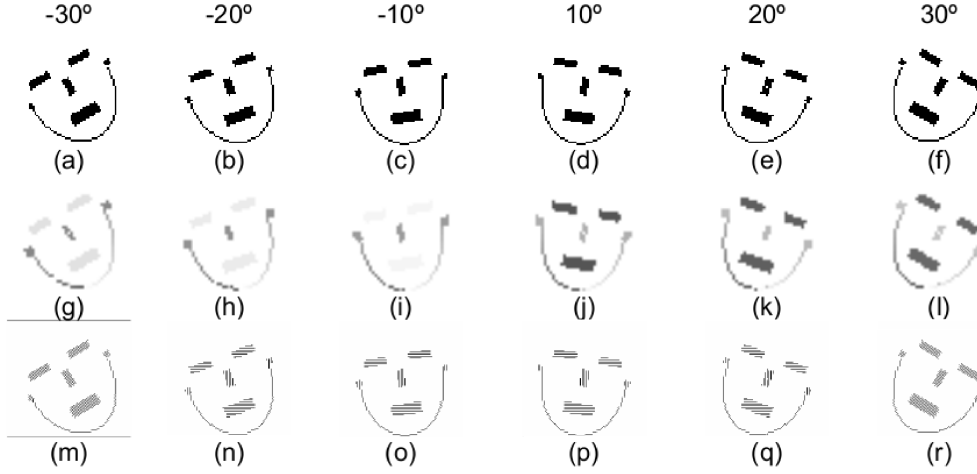 -30º -20º -10º 10º 20º 30º
(a) (b) (c) (d) (e) (f)
(g) (h) (i) (j) (k) (l)
(m) (n) (o) (p) (q) (r)